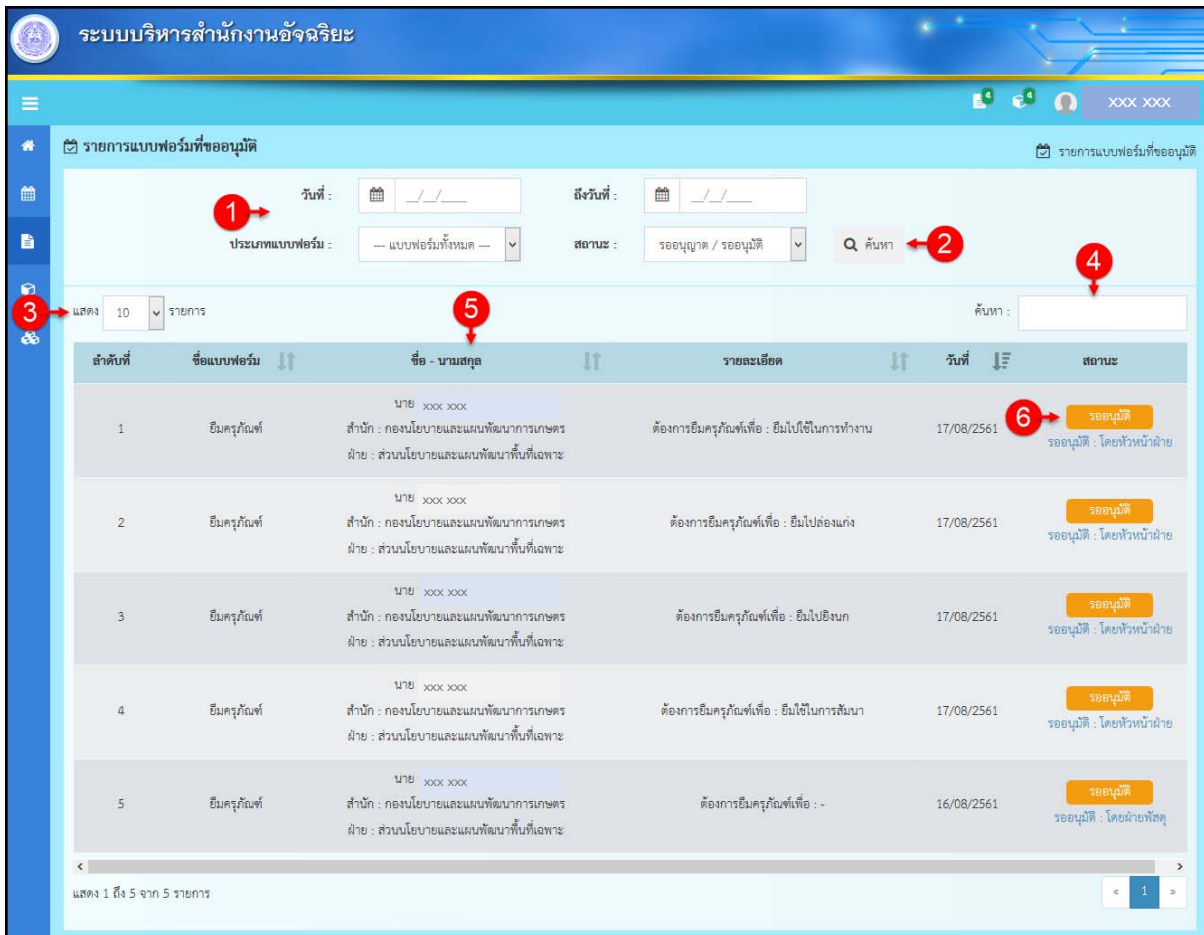 ระบบบริหารสำนักงานอัจฉริยะ
4 4 XXX XXX
รายการแบบฟอร์มที่ขออนุมัติ รายการแบบฟอร์มที่ขออนุมัติ
วันที่ : __/__/____ ถึงวันที่ : __/__/____
1
ประเภทแบบฟอร์ม : --- แบบฟอร์มทั้งหมด --- สถานะ : รออนุญาต / รออนุมัติ ค้นหา 2
4
3 แสดง 10 รายการ 5 ค้นหา :
ลำดับที่ ชื่อแบบฟอร์ม ชื่อ - นามสกุล รายละเอียด วันที่ สถานะ
นาย xxx xxx
1 ยืมครุภัณฑ์ สำนัก : กองนโยบายและแผนพัฒนาการเกษตร ต้องการยืมครุภัณฑ์เพื่อ : ยืมไปใช้ในการทำงาน 17/08/2561 6 รออนุมัติ
ฝ่าย : ส่วนนโยบายและแผนพัฒนาพื้นที่เฉพาะ รออนุมัติ : โดยหัวหน้าฝ่าย
นาย xxx xxx
2 ยืมครุภัณฑ์ สำนัก : กองนโยบายและแผนพัฒนาการเกษตร ต้องการยืมครุภัณฑ์เพื่อ : ยืมไปล่องแก่ง 17/08/2561 รออนุมัติ
ฝ่าย : ส่วนนโยบายและแผนพัฒนาพื้นที่เฉพาะ รออนุมัติ : โดยหัวหน้าฝ่าย
นาย xxx xxx
3 ยืมครุภัณฑ์ สำนัก : กองนโยบายและแผนพัฒนาการเกษตร ต้องการยืมครุภัณฑ์เพื่อ : ยืมไปยิงนก 17/08/2561 รออนุมัติ
ฝ่าย : ส่วนนโยบายและแผนพัฒนาพื้นที่เฉพาะ รออนุมัติ : โดยหัวหน้าฝ่าย
นาย xxx xxx
4 ยืมครุภัณฑ์ สำนัก : กองนโยบายและแผนพัฒนาการเกษตร ต้องการยืมครุภัณฑ์เพื่อ : ยืมใช้ในการสัมนา 17/08/2561 รออนุมัติ
ฝ่าย : ส่วนนโยบายและแผนพัฒนาพื้นที่เฉพาะ รออนุมัติ : โดยหัวหน้าฝ่าย
นาย xxx xxx
5 ยืมครุภัณฑ์ สำนัก : กองนโยบายและแผนพัฒนาการเกษตร ต้องการยืมครุภัณฑ์เพื่อ : - 16/08/2561 รออนุมัติ
ฝ่าย : ส่วนนโยบายและแผนพัฒนาพื้นที่เฉพาะ รออนุมัติ : โดยฝ่ายพัสดุ
แสดง 1 ถึง 5 จาก 5 รายการ « 1 »